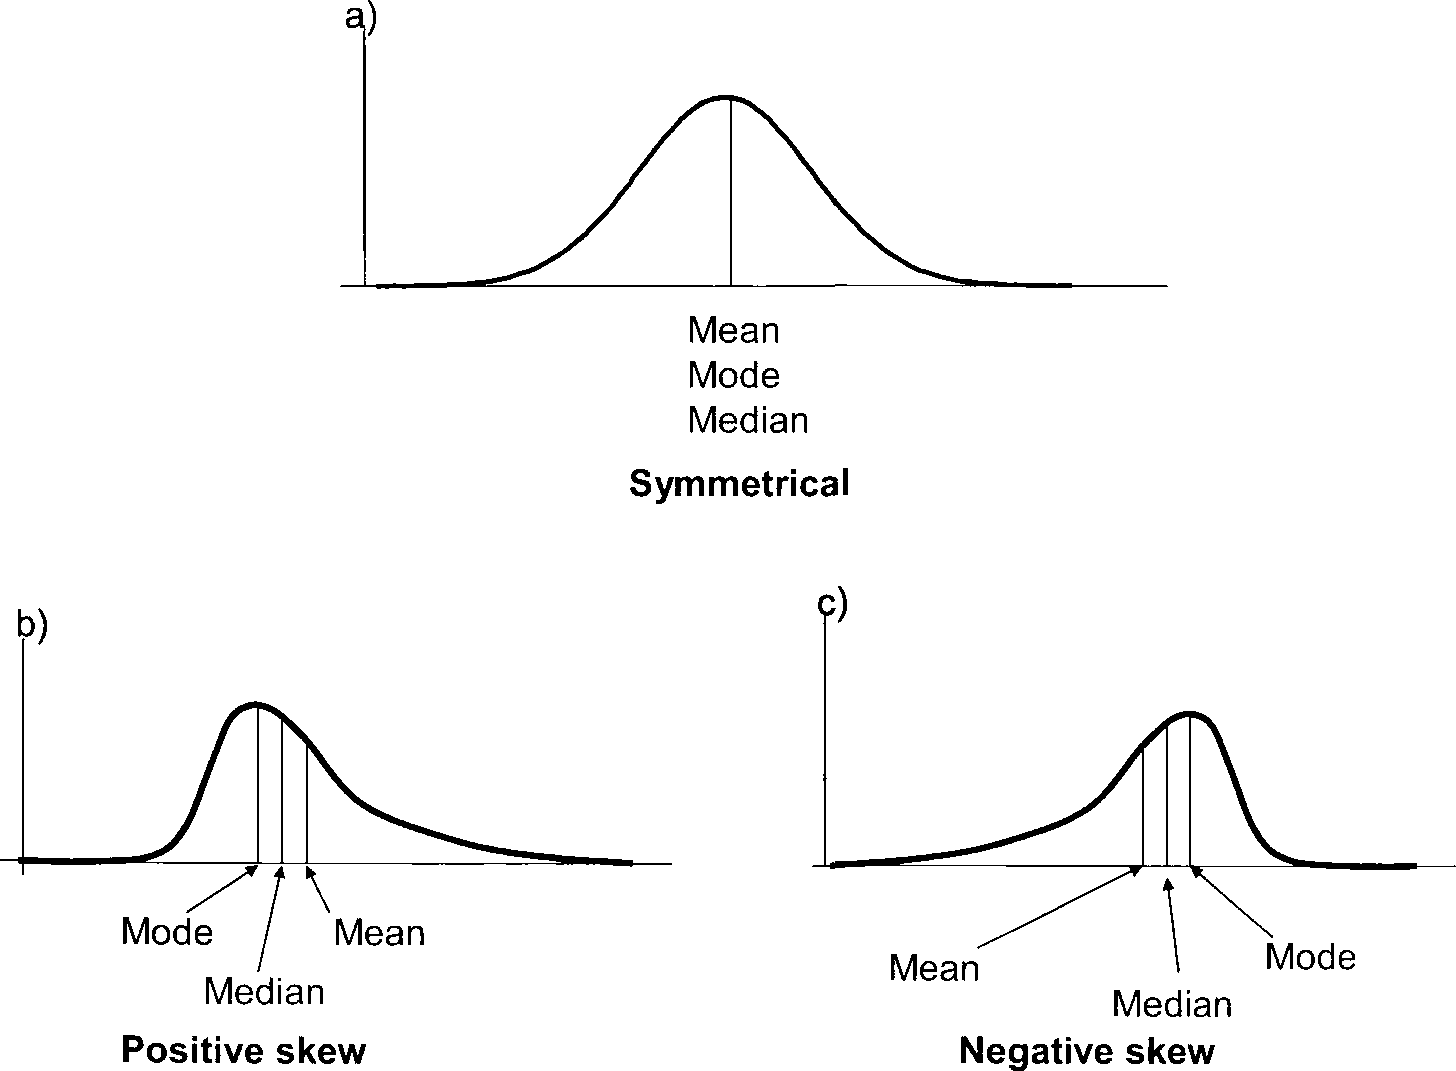 a)
Mean
Mode
Median
Symmetrical
b)
Mode
Mean
Median
Positive skew
c)
Mean
Mode
Median
Negative skew